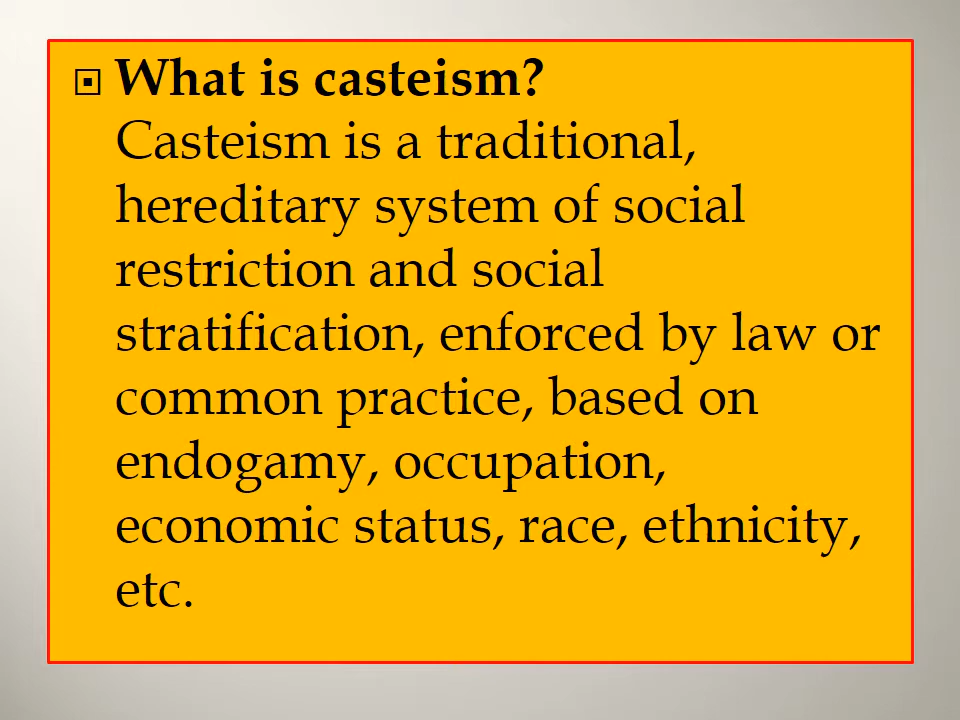 What is casteism?
Casteism is a traditional,
hereditary system of social
restriction and social
stratification, enforced by law or
common practice, based on
endogamy, occupation,
economic status, race, ethnicity,
etc.